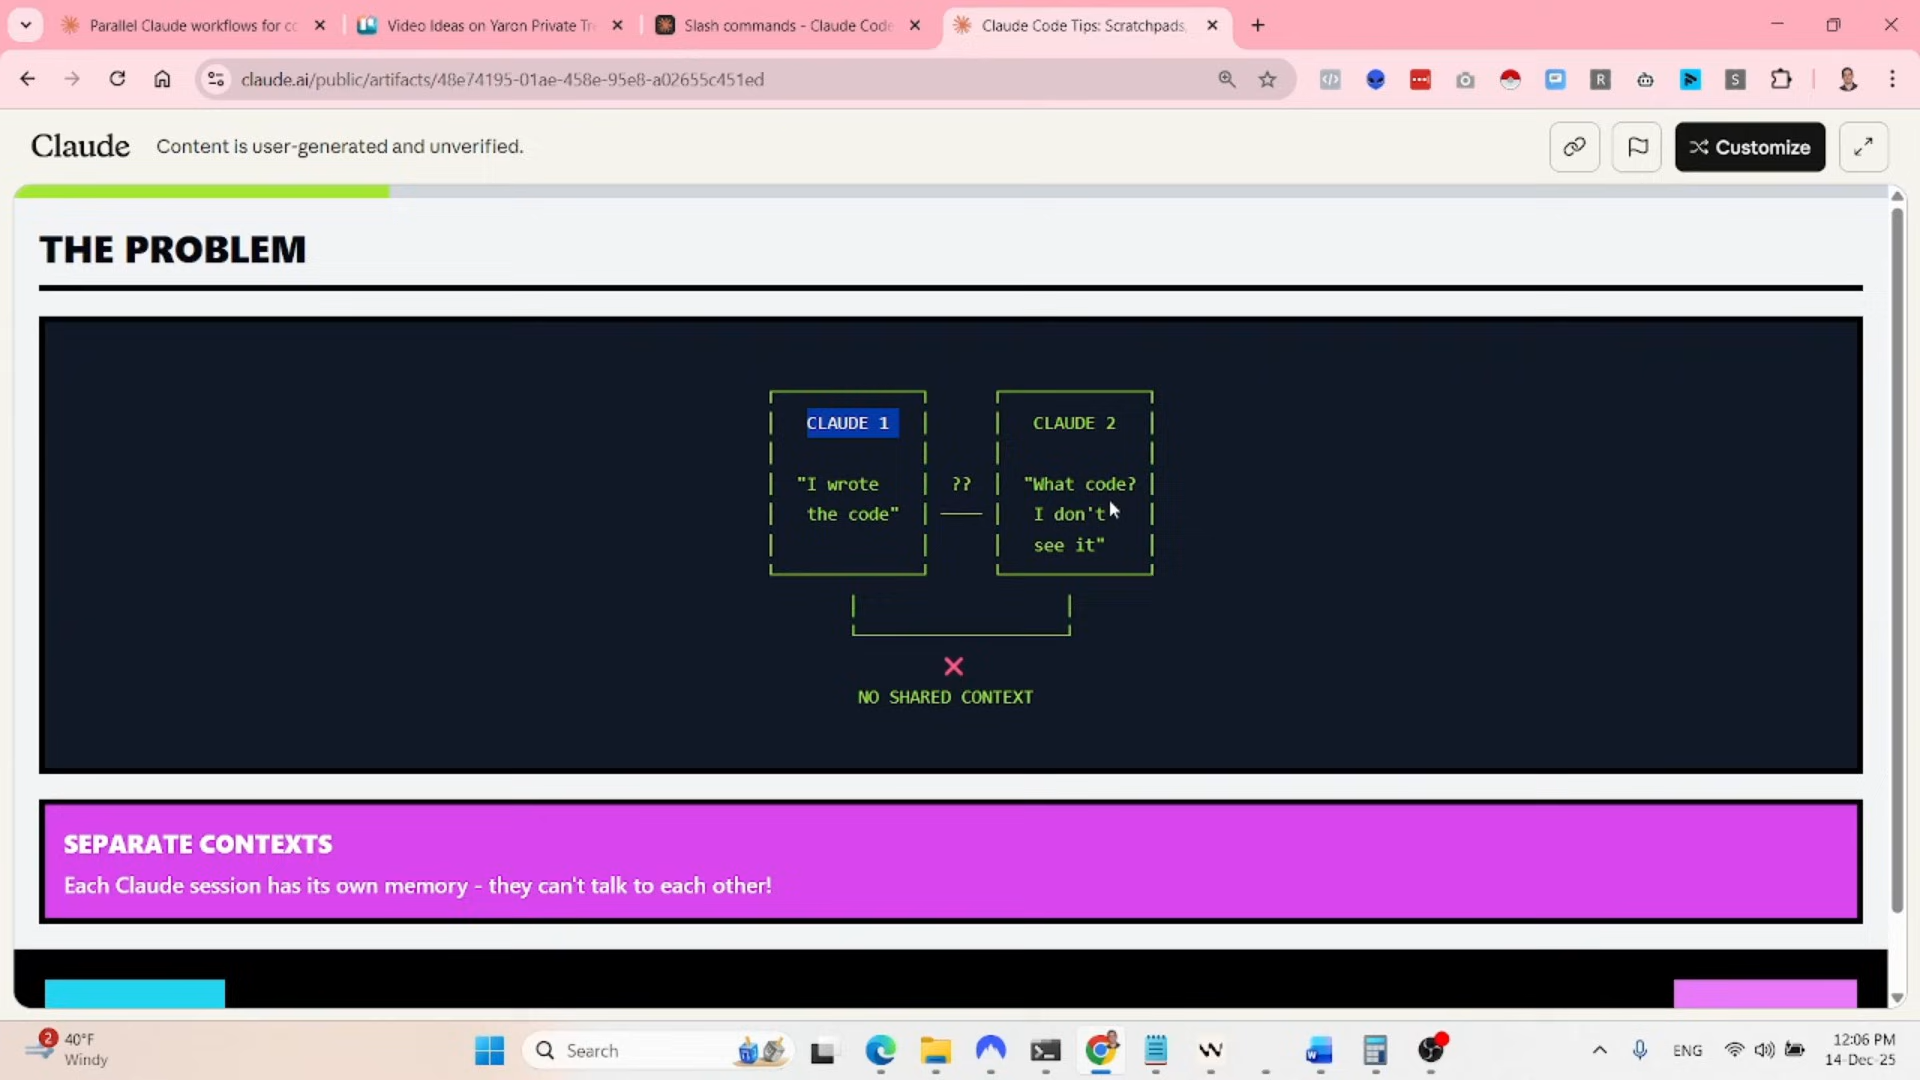 Parallel Claude workflows for co
Video Ideas on Yaron Private Tre
Slash commands - Claude Code
Claude Code Tips: Scratchpads,
claude.ai/public/artifacts/48e74195-01ae-458e-95e8-a02655c451ed
Claude
Content is user-generated and unverified.
Customize
THE PROBLEM
CLAUDE 1
CLAUDE 2
"I wrote
the code"
??
"What code?
I don't
see it"
NO SHARED CONTEXT
SEPARATE CONTEXTS
Each Claude session has its own memory - they can't talk to each other!
2
40°F
Windy
Search
ENG
12:06 PM
14-Dec-25